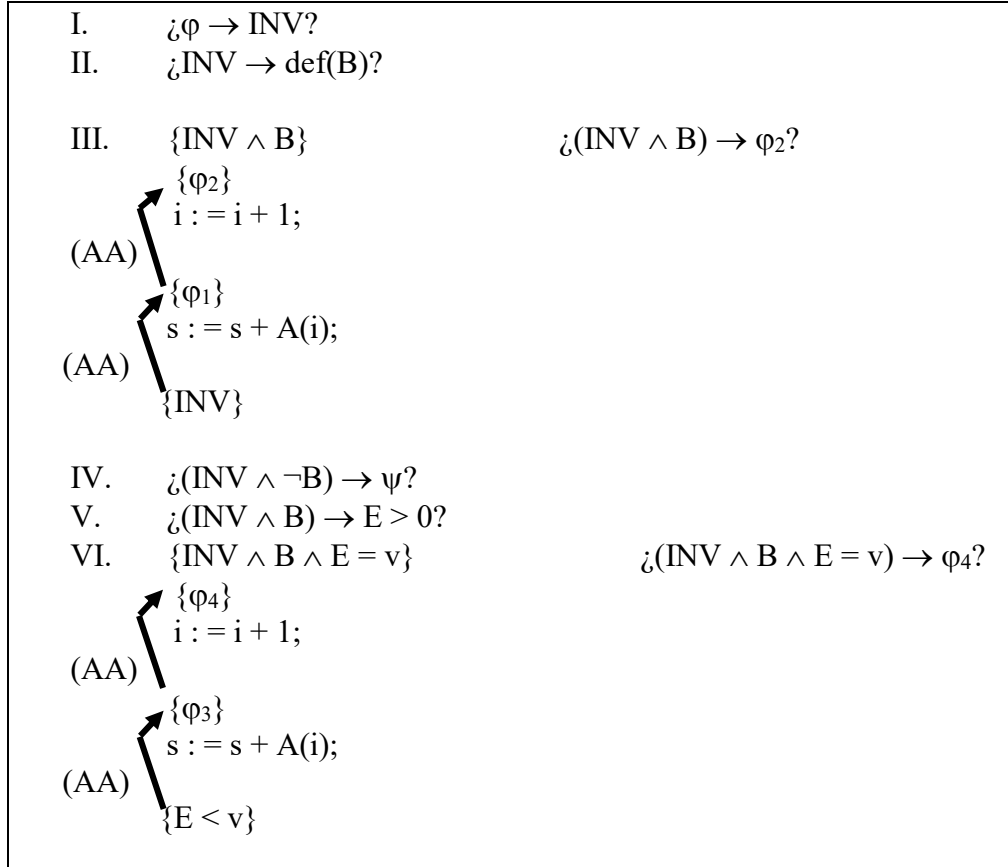 I. ¿φ → INV?
II. ¿INV → def(B)?
III. {INV ∧ B} ¿(INV ∧ B) → φ₂?
{φ₂}
i : = i + 1;
(AA)
{φ₁}
s : = s + A(i);
(AA)
{INV}
IV. ¿(INV ∧ ¬B) → ψ?
V. ¿(INV ∧ B) → E > 0?
VI. {INV ∧ B ∧ E = v} ¿(INV ∧ B ∧ E = v) → φ₄?
{φ₄}
i : = i + 1;
(AA)
{φ₃}
s : = s + A(i);
(AA)
{E < v}